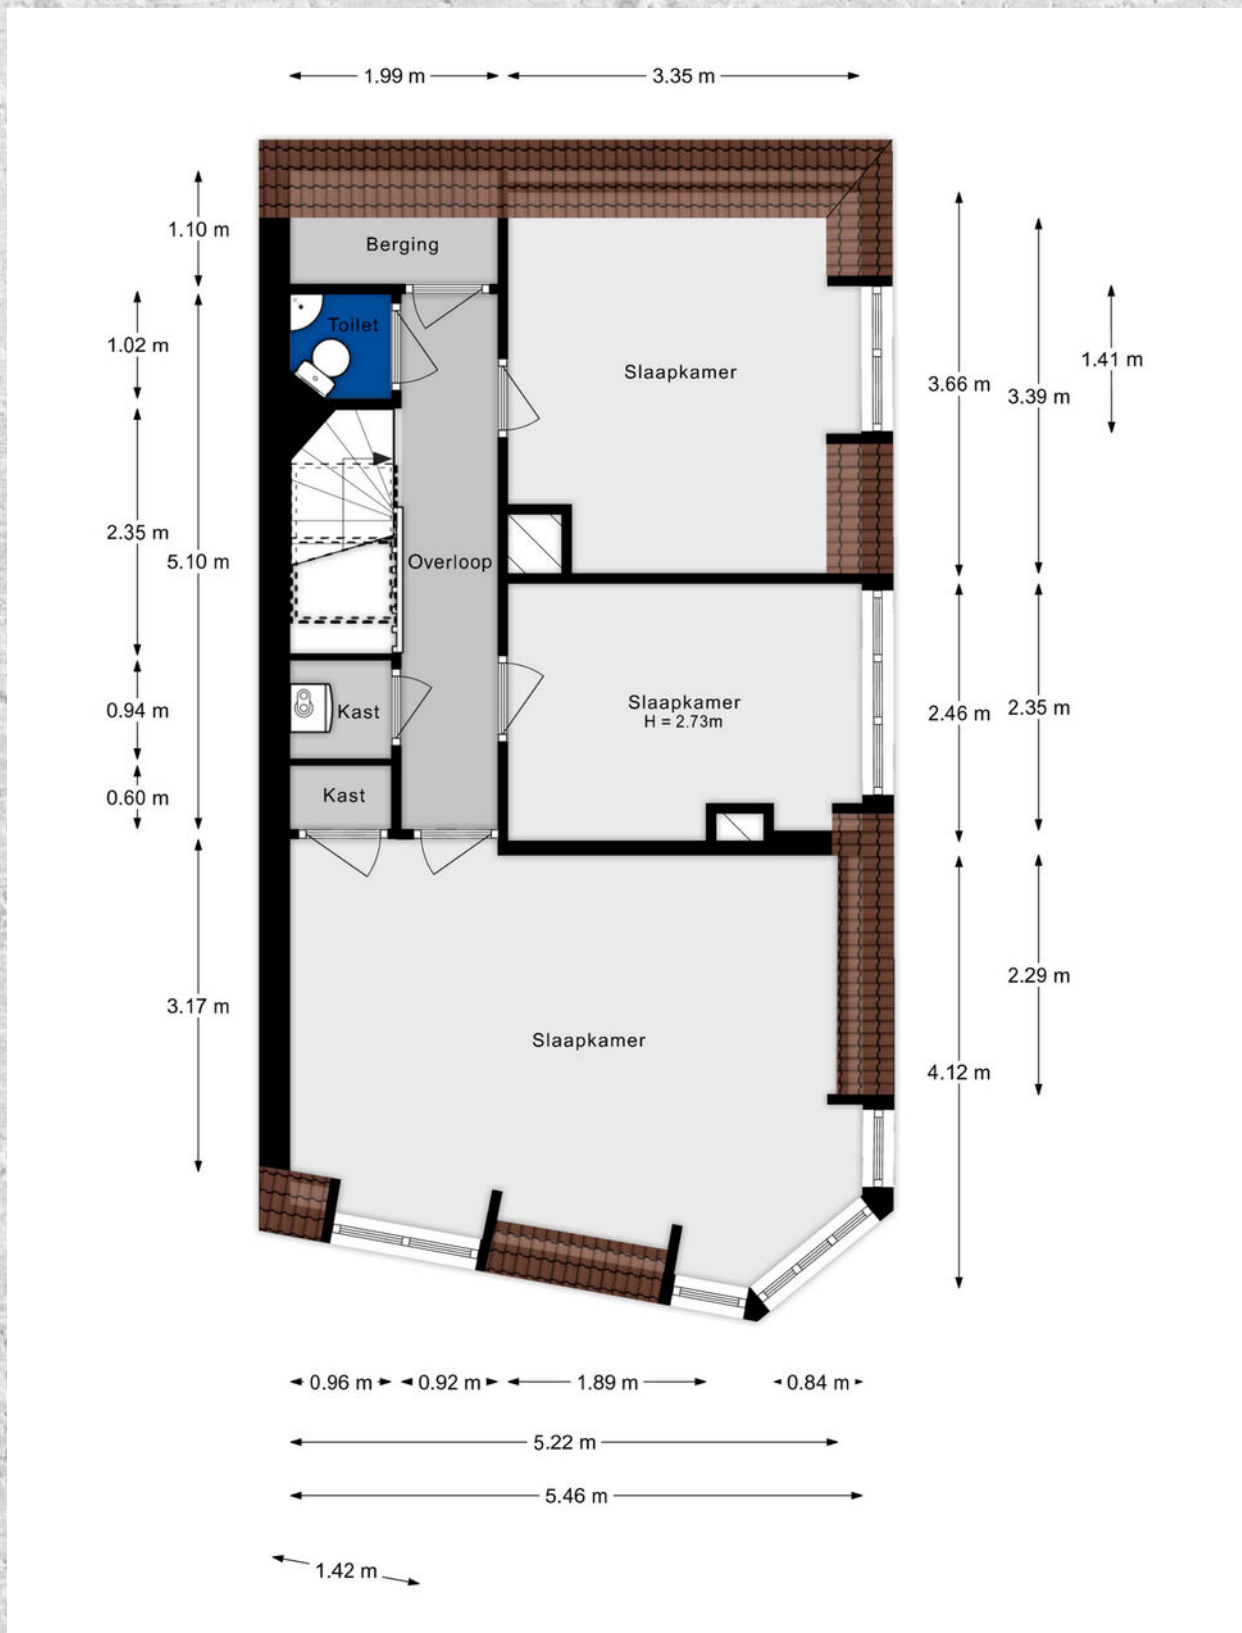 1.99 m
3.35 m
1.10 m
Berging
1.02 m
Toilet
1.41 m
Slaapkamer
3.66 m
3.39 m
2.35 m
5.10 m
Overloop
Slaapkamer
H = 2.73m
0.94 m
Kast
2.46 m
2.35 m
0.60 m
Kast
3.17 m
2.29 m
Slaapkamer
4.12 m
0.96 m
0.92 m
1.89 m
0.84 m
5.22 m
5.46 m
1.42 m